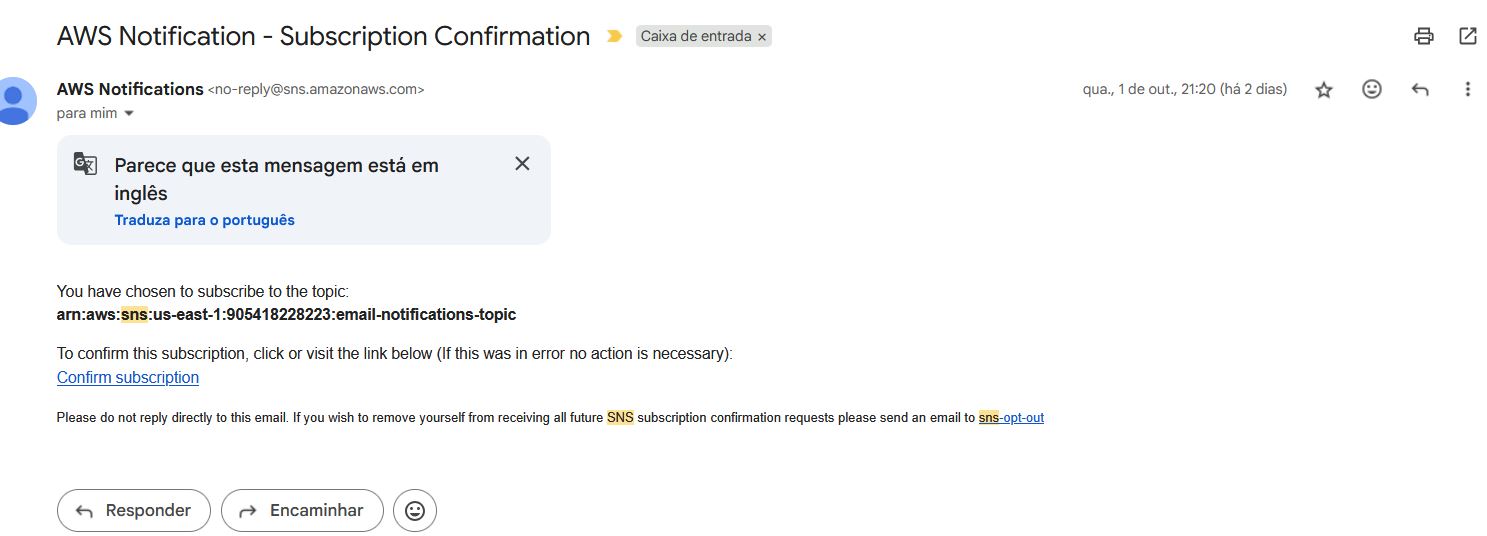 AWS Notification - Subscription Confirmation
Caixa de entrada ×
AWS Notifications <no-reply@sns.amazonaws.com>
qua., 1 de out., 21:20 (há 2 dias)
para mim
Parece que esta mensagem está em
inglês
Traduza para o português
You have chosen to subscribe to the topic:
arn:aws:sns:us-east-1:905418228223:email-notifications-topic
To confirm this subscription, click or visit the link below (If this was in error no action is necessary):
Confirm subscription
Please do not reply directly to this email. If you wish to remove yourself from receiving all future SNS subscription confirmation requests please send an email to sns-opt-out
Responder
Encaminhar